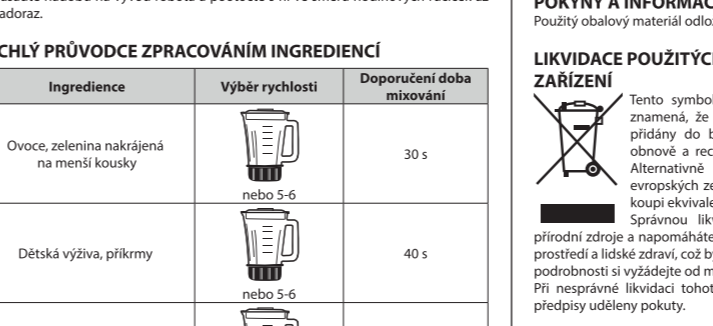 adoraz.
CHLÝ PRŮVODCE ZPRACOVÁNÍM INGREDIENCÍ
Ingredience Výběr rychlosti Doporučení doba
mixování
Ovoce, zelenina nakrájená
na menší kousky
30 s
nebo 5-6
Dětská výživa, příkrmy
40 s
nebo 5-6
POKYNY A INFORMAC
Použitý obalový materiál odlo
LIKVIDACE POUŽITÝC
ZAŘÍZENÍ
Tento symbol
znamená, že
přidány do b
obnově a rec
Alternativně
evropských ze
koupi ekvivale
Správnou lik
přírodní zdroje a napomáháte
prostředí a lidské zdraví, což b
podrobnosti si vyžádejte od m
Při nesprávné likvidaci tohot
předpisy uděleny pokuty.